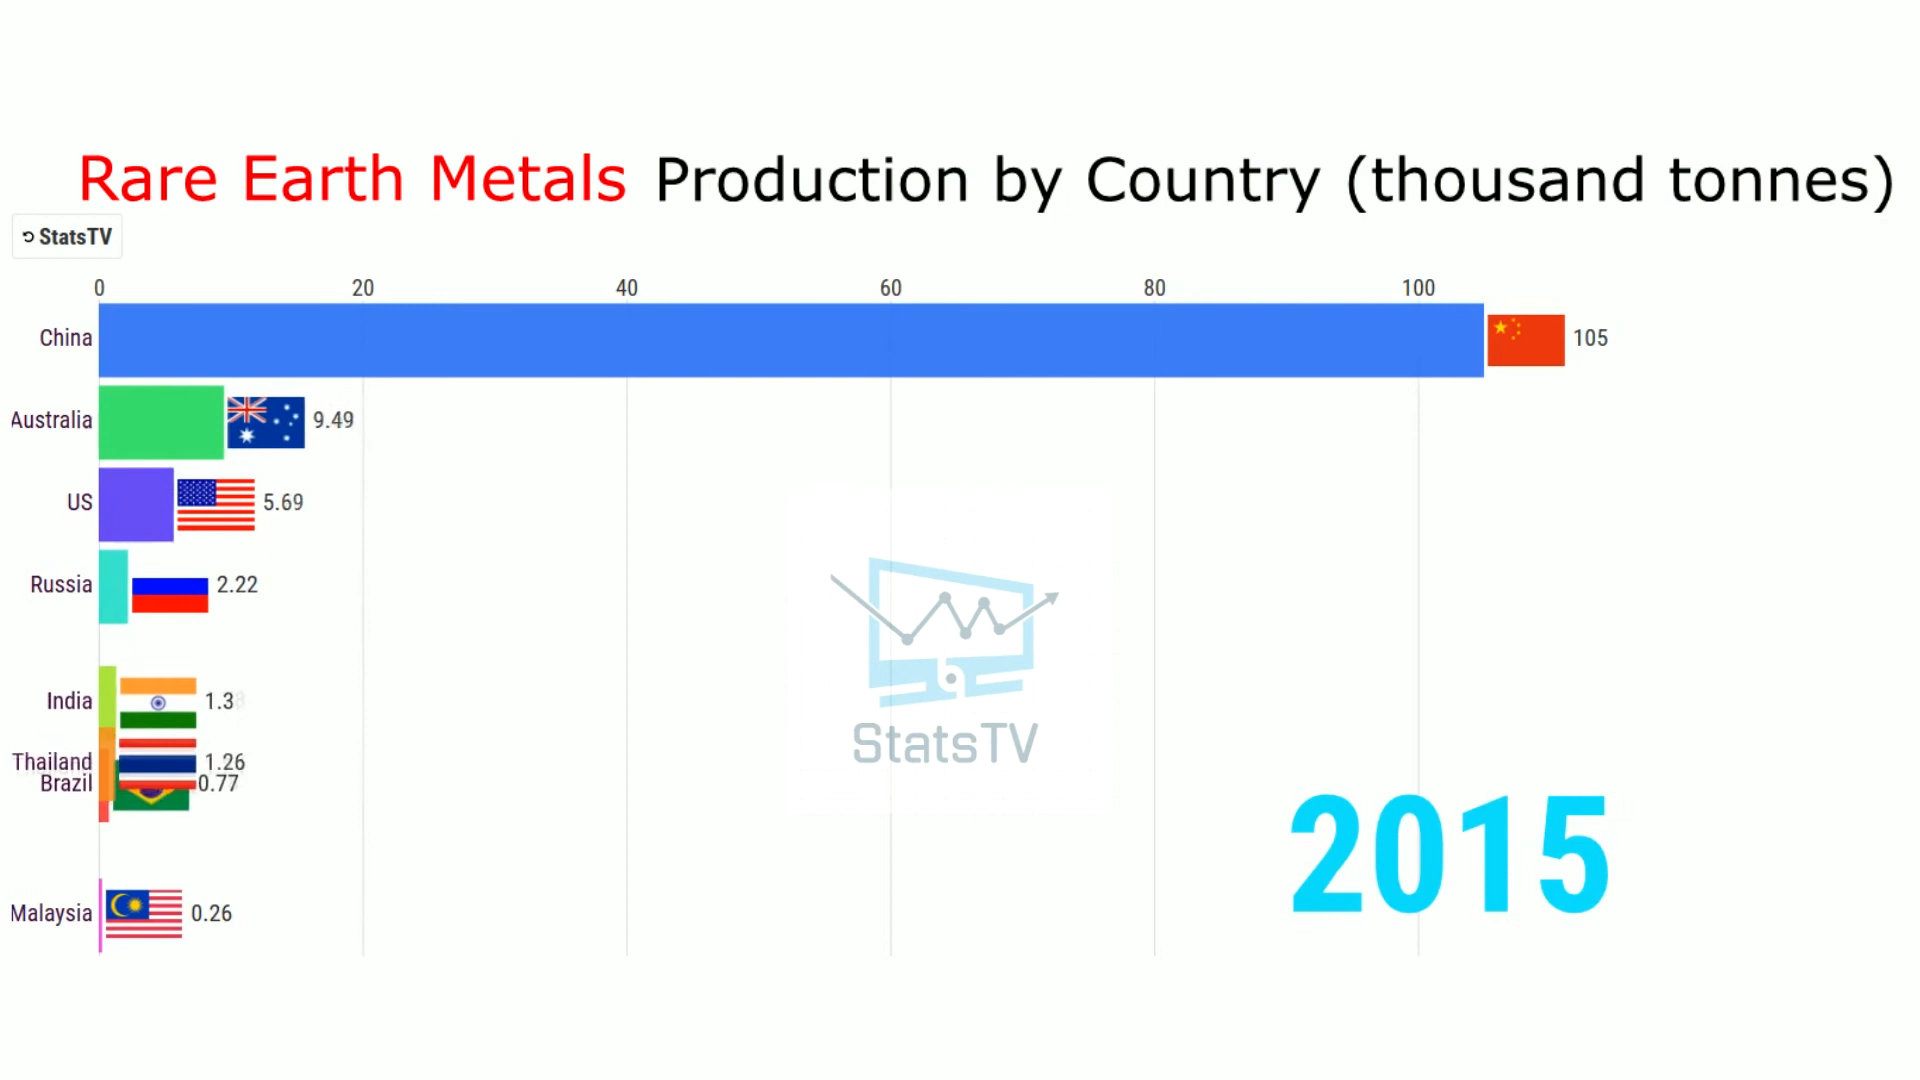 Rare Earth Metals Production by Country (thousand tonnes)
StatsTV
0 20 40 60 80 100
China 105
Australia 9.49
US 5.69
Russia 2.22
India 1.3
Thailand 1.26
Brazil 0.77
Malaysia 0.26
StatsTV
2015